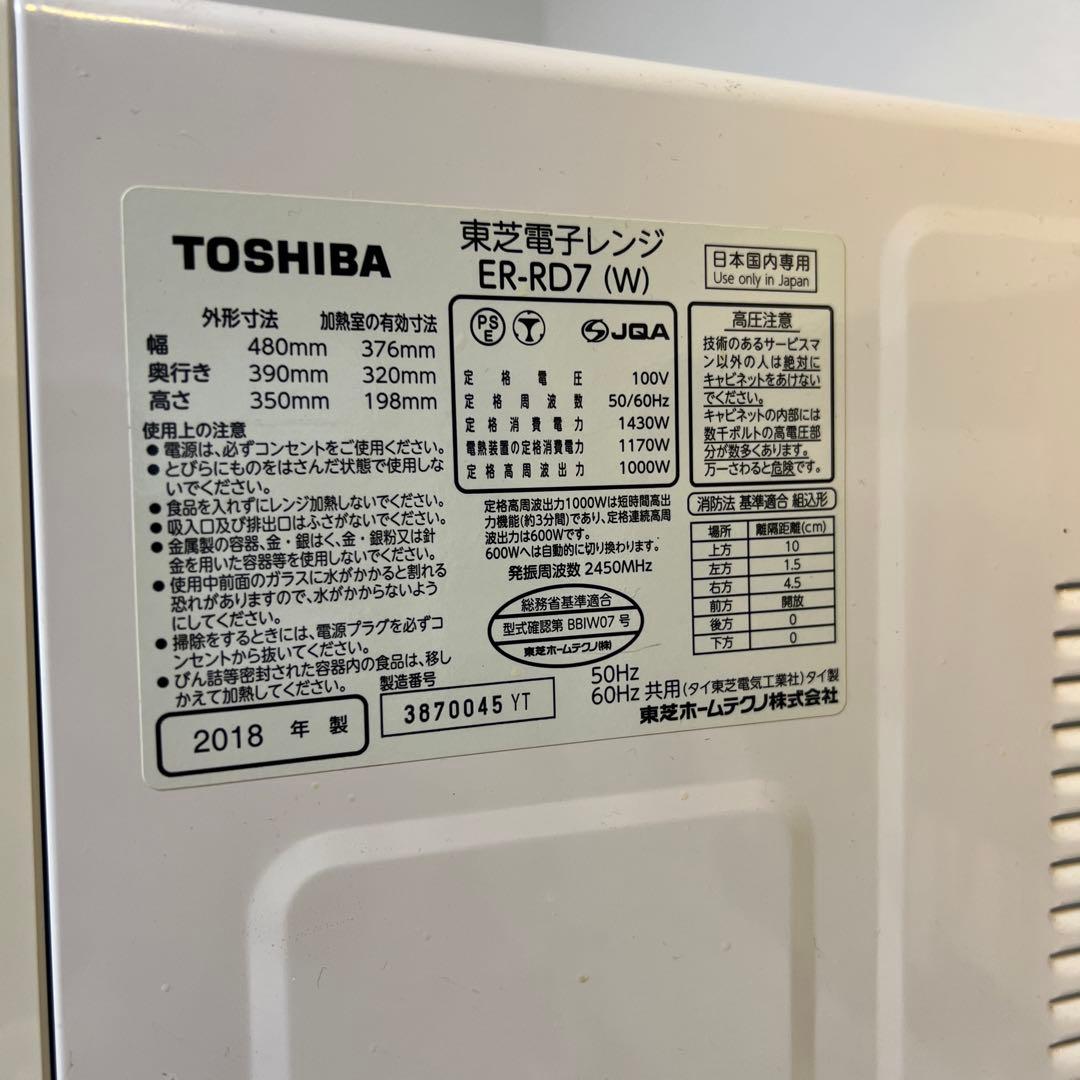 TOSHIBA
東芝電子レンジ
ER-RD7 (W)
日本国内専用
Use only in Japan
外形寸法 加熱室の有効寸法
幅 480mm 376mm
奥行き 390mm 320mm
高さ 350mm 198mm
使用上の注意
●電源は、必ずコンセントをご使用ください。
●とびらにものをはさんだ状態で使用しな
いでください。
●食品を入れずにレンジ加熱しないでください。
●吸入口及び排出口はふさがないでください。
●金属製の容器、金・銀はく、金・銀粉又は針
金を用いた容器等を使用しないでください。
●使用中前面のガラスに水がかかると割れる
恐れがありますので、水がかからないよう
にしてください。
●掃除をするときには、電源プラグを必ずコ
ンセントから抜いてください。
●びん詰等密封された容器内の食品は、移し
かえて加熱してください。
2018 年 製
製造番号
3870045 YT
PS
E
JQA
定格電圧 100V
定格周波数 50/60Hz
定格消費電力 1430W
電熱装置の定格消費電力 1170W
定格高周波出力 1000W
定格高周波出力1000Wは短時間高出
力機能(約3分間)であり、定格連続高周
波出力は600Wです。
600Wへは自動的に切り換わります。
発振周波数 2450MHz
総務省基準適合
型式確認第 BBIW07 号
東芝ホームテクノ(株)
高圧注意
技術のあるサービスマ
ン以外の人は絶対に
キャビネットをあけない
でください。
キャビネットの内部には
数千ボルトの高電圧部
分が数多くあります。
万一さわると危険です。
消防法 基準適合 組込形
場所 離隔距離(cm)
上方 10
左方 1.5
右方 4.5
前方 開放
後方 0
下方 0
50Hz
60Hz 共用 (タイ東芝電気工業社)タイ製
東芝ホームテクノ株式会社